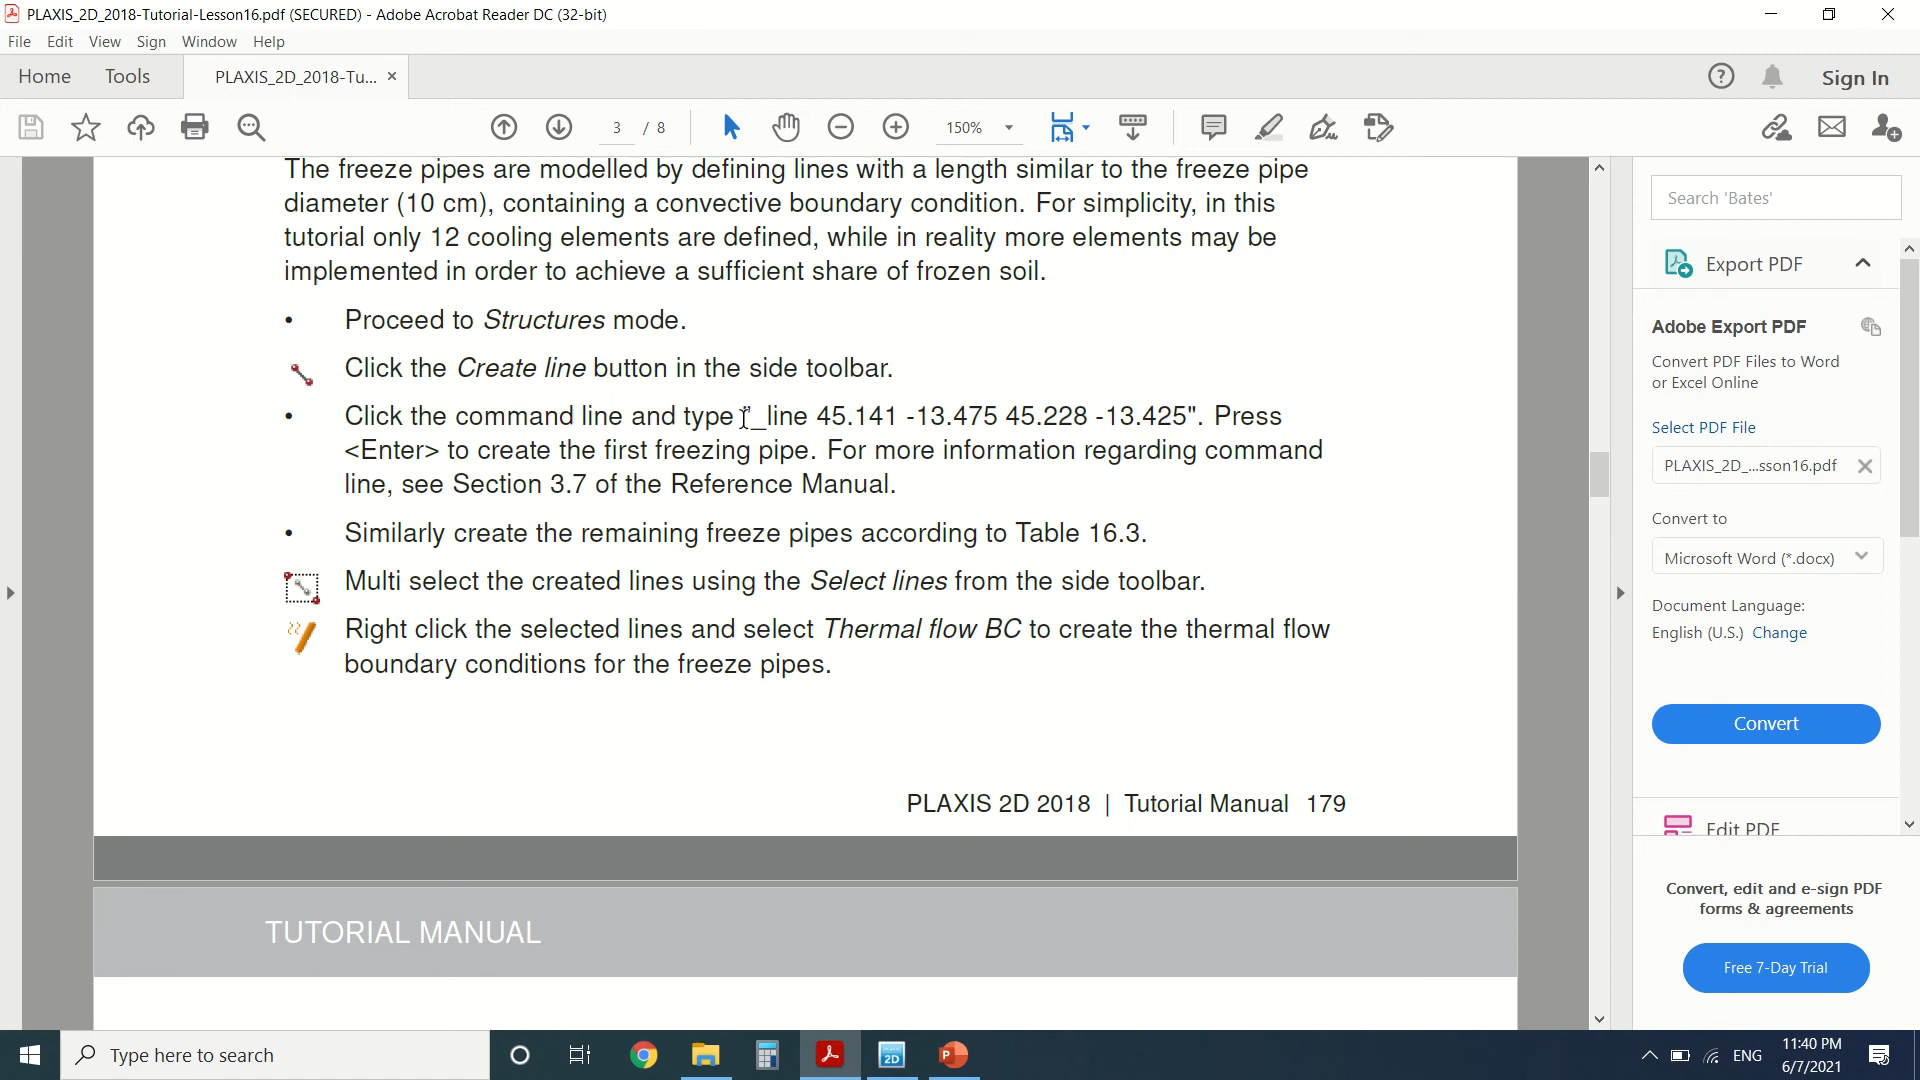 PLAXIS_2D_2018-Tutorial-Lesson16.pdf (SECURED) - Adobe Acrobat Reader DC (32-bit)
File Edit View Sign Window Help
Home Tools PLAXIS_2D_2018-Tu... × Sign In
3 / 8 150%
The freeze pipes are modelled by defining lines with a length similar to the freeze pipe
diameter (10 cm), containing a convective boundary condition. For simplicity, in this
tutorial only 12 cooling elements are defined, while in reality more elements may be
implemented in order to achieve a sufficient share of frozen soil.
• Proceed to Structures mode.
Click the Create line button in the side toolbar.
• Click the command line and type "_line 45.141 -13.475 45.228 -13.425". Press
<Enter> to create the first freezing pipe. For more information regarding command
line, see Section 3.7 of the Reference Manual.
• Similarly create the remaining freeze pipes according to Table 16.3.
Multi select the created lines using the Select lines from the side toolbar.
Right click the selected lines and select Thermal flow BC to create the thermal flow
boundary conditions for the freeze pipes.
PLAXIS 2D 2018 | Tutorial Manual 179
TUTORIAL MANUAL
Search 'Bates'
Export PDF
Adobe Export PDF
Convert PDF Files to Word
or Excel Online
Select PDF File
PLAXIS_2D_...sson16.pdf
Convert to
Microsoft Word (*.docx)
Document Language:
English (U.S.) Change
Convert
Edit PDF
Convert, edit and e-sign PDF
forms & agreements
Free 7-Day Trial
Type here to search
2D
P
ENG
11:40 PM
6/7/2021